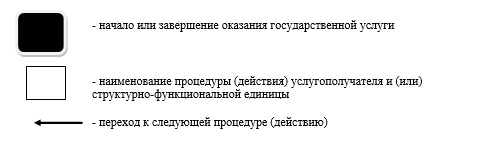 - начало или завершение оказания государственной услуги
- наименование процедуры (действия) услугополучателя и (или)
структурно-функциональной единицы
- переход к следующей процедуре (действию)